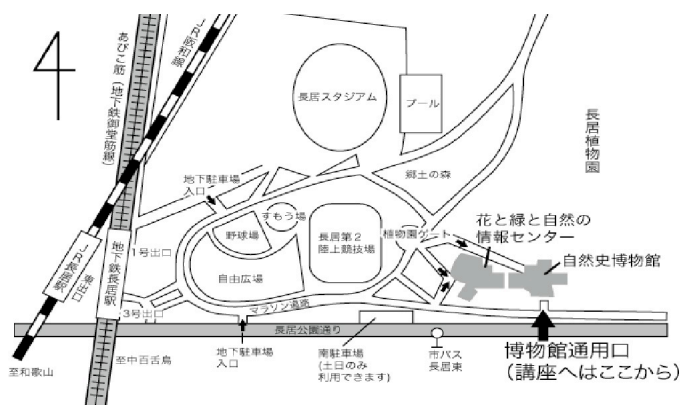 あびこ筋（地下鉄御堂筋線）
JR阪和線
長居スタジアム
プール
長居植物園
郷土の森
地下駐車場
入口
すもう場
野球場
長居第2
陸上競技場
植物園ゲート
花と緑と自然の
情報センター
自然史博物館
1号出口
自由広場
JR長居駅
東出口
地下鉄長居駅
マラソン通路
3号出口
長居公園通り
至和歌山
至中百舌鳥
地下駐車場
入口
南駐車場
(土日のみ
利用できます)
市バス
長居東
博物館通用口
(講座へはここから)